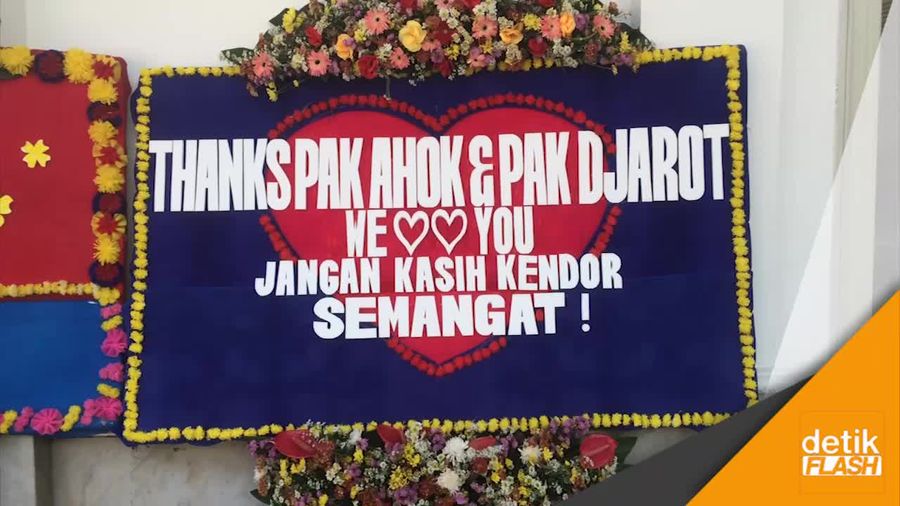 THANKS PAK AHOK & PAK DJAROT
WE ♡♡ YOU
JANGAN KASIH KENDOR
SEMANGAT !
detik
FLASH